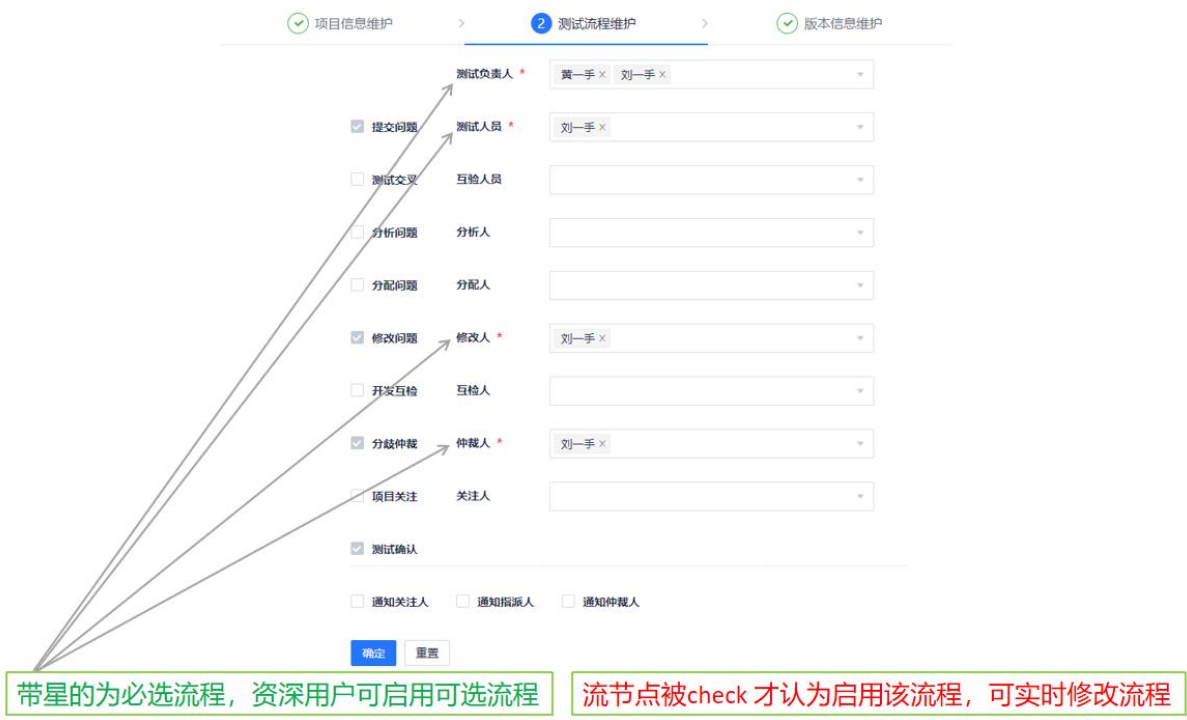 项目信息维护 2 测试流程维护 版本信息维护
测试负责人 * 黄一手 × 刘一手 ×
提交问题 测试人员 * 刘一手 ×
测试交叉 互验人员
分析问题 分析人
分配问题 分配人
修改问题 修改人 * 刘一手 ×
开发互检 互检人
分歧仲裁 仲裁人 * 刘一手 ×
项目关注 关注人
测试确认
通知关注人 通知指派人 通知仲裁人
确定 重置
带星的为必选流程，资深用户可启用可选流程
流节点被check 才认为启用该流程，可实时修改流程